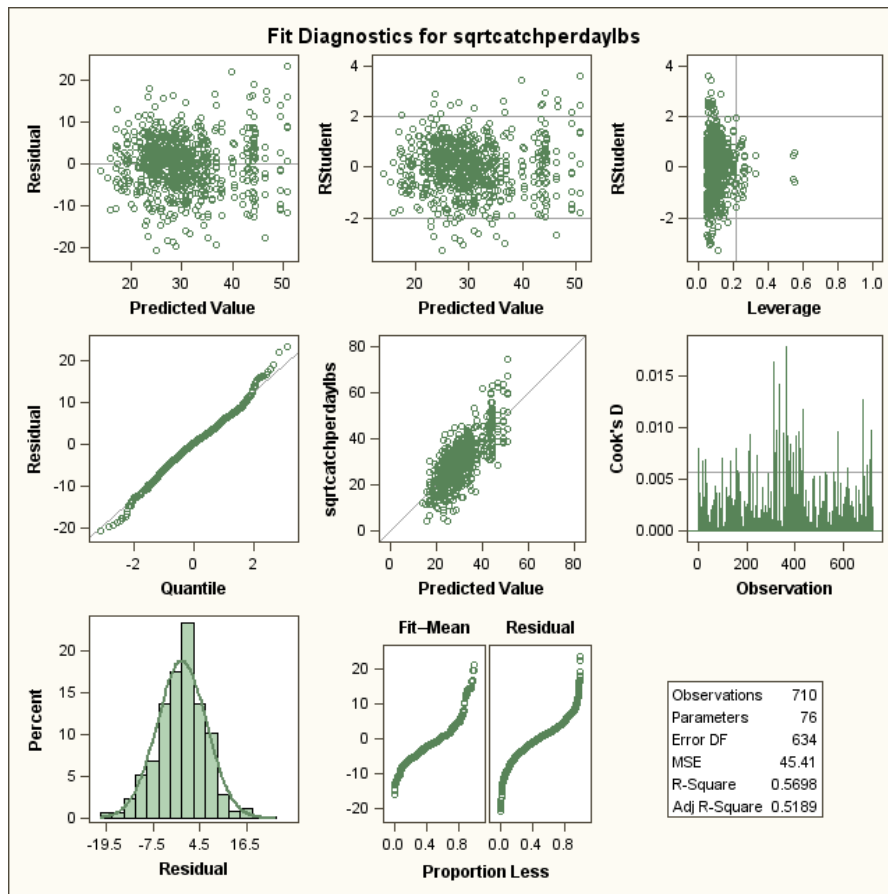 Fit Diagnostics for sqrtcatchperdaylbs
Residual
20
10
0
-10
-20
20 30 40 50
Predicted Value
RStudent
4
2
0
-2
20 30 40 50
Predicted Value
RStudent
4
2
0
-2
0.0 0.2 0.4 0.6 0.8 1.0
Leverage
Residual
20
10
0
-10
-20
-2 0 2
Quantile
sqrtcatchperdaylbs
80
60
40
20
0
0 20 40 60 80
Predicted Value
Cook's D
0.015
0.010
0.005
0.000
0 200 400 600
Observation
Percent
20
15
10
5
0
-19.5 -7.5 4.5 16.5
Residual
Fit–Mean Residual
20
10
0
-10
-20
0.0 0.4 0.8 0.0 0.4 0.8
Proportion Less
Observations 710
Parameters 76
Error DF 634
MSE 45.41
R-Square 0.5698
Adj R-Square 0.5189